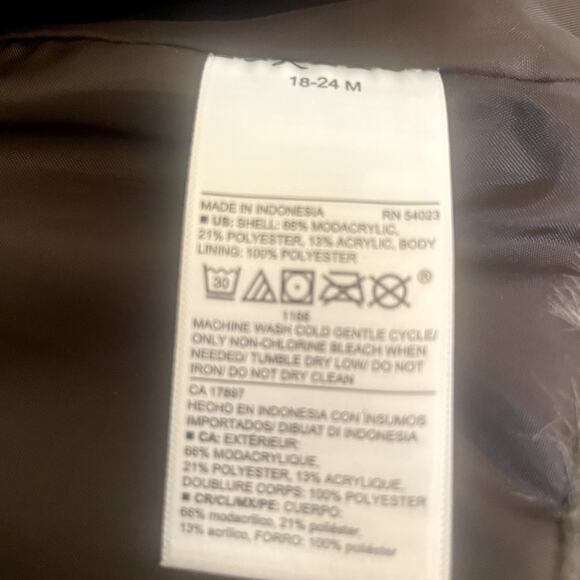 18-24 M
MADE IN INDONESIA RN 54023
■ US: SHELL: 66% MODACRYLIC,
21% POLYESTER, 13% ACRYLIC, BODY
LINING: 100% POLYESTER
30
®
1166
MACHINE WASH COLD GENTLE CYCLE/
ONLY NON-CHLORINE BLEACH WHEN
NEEDED/ TUMBLE DRY LOW/ DO NOT
IRON/ DO NOT DRY CLEAN
CA 17897
HECHO EN INDONESIA CON INSUMOS
IMPORTADOS/ DIBUAT DI INDONESIA
■ CA: EXTÉRIEUR:
66% MODACRYLIQUE,
21% POLYESTER, 13% ACRYLIQUE,
DOUBLURE CORPS: 100% POLYESTER
■ CR/CL/MX/PE: CUERPO:
66% modacrílico, 21% poliéster,
13% acrílico, FORRO: 100% poliéster